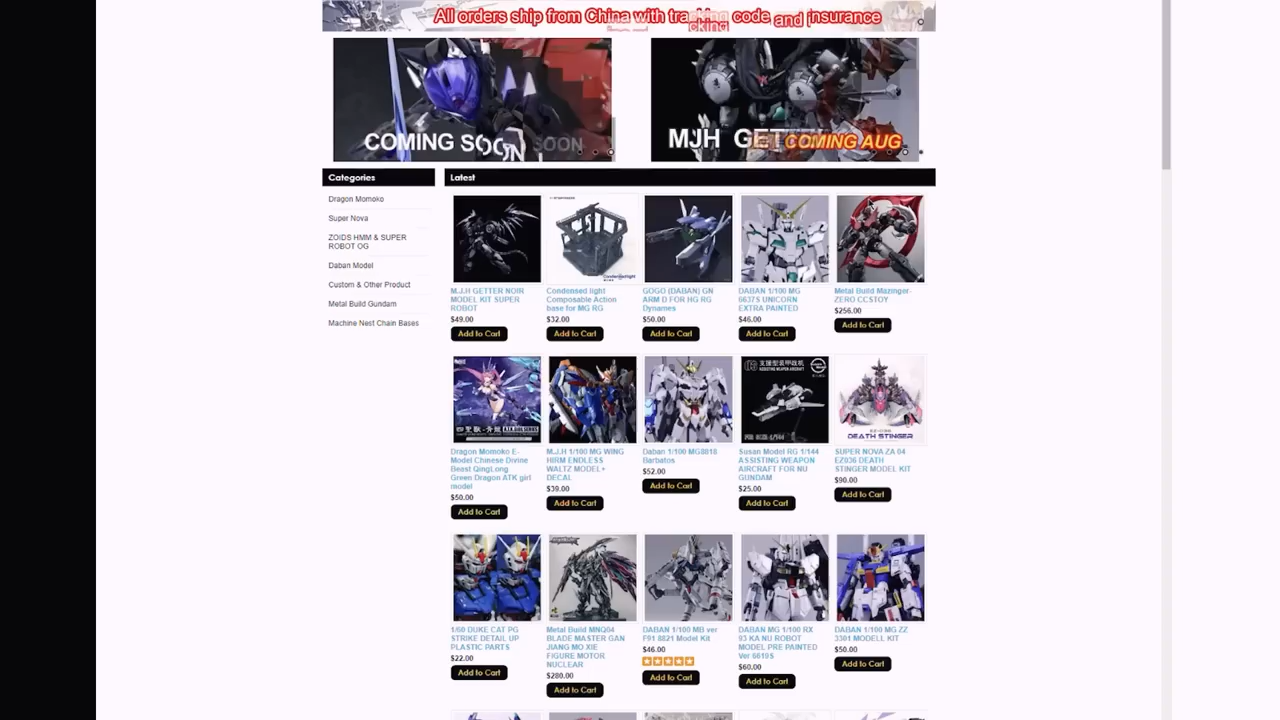 All orders ship from China with tracking code and insurance
COMING SOON SOON
MJH GETTER COMING AUG
Categories
Dragon Momoko
Super Nova
ZOIDS HMM & SUPER
ROBOT OG
Daban Model
Custom & Other Product
Metal Build Gundam
Machine Nest Chain Bases
Latest
M.J.H GETTER NOIR
MODEL KIT SUPER
ROBOT
$49.00
Add to Cart
Condensed light
Composable Action
base for MG RG
$32.00
Add to Cart
GOGO (DABAN) GN
ARM D FOR HG RG
Dynames
$50.00
Add to Cart
DABAN 1/100 MG
6637S UNICORN
EXTRA PAINTED
$46.00
Add to Cart
Metal Build Mazinger
ZERO CCSTOY
$256.00
Add to Cart
DEATH STINGER
Dragon Momoko E-
Model Chinese Divine
Beast QingLong
Green Dragon ATK girl
model
$50.00
Add to Cart
M.J.H 1/100 MG WING
HIRM ENDLESS
WALTZ MODEL+
DECAL
$39.00
Add to Cart
Daban 1/100 MG8818
Barbatos
$52.00
Add to Cart
Susan Model RG 1/144
ASSISTING WEAPON
AIRCRAFT FOR NU
GUNDAM
$25.00
Add to Cart
SUPER NOVA ZA 04
EZ036 DEATH
STINGER MODEL KIT
$90.00
Add to Cart
1/60 DUKE CAT PG
STRIKE DETAIL UP
PLASTIC PARTS
$22.00
Add to Cart
Metal Build MNQ04
BLADE MASTER GAN
JIANG MO XIE
FIGURE MOTOR
NUCLEAR
$280.00
Add to Cart
DABAN 1/100 MB ver
F91 8821 Model Kit
$46.00
Add to Cart
DABAN MG 1/100 RX
93 KA NU ROBOT
MODEL PRE PAINTED
Ver 6619S
$60.00
Add to Cart
DABAN 1/100 MG ZZ
3301 MODELL KIT
$50.00
Add to Cart